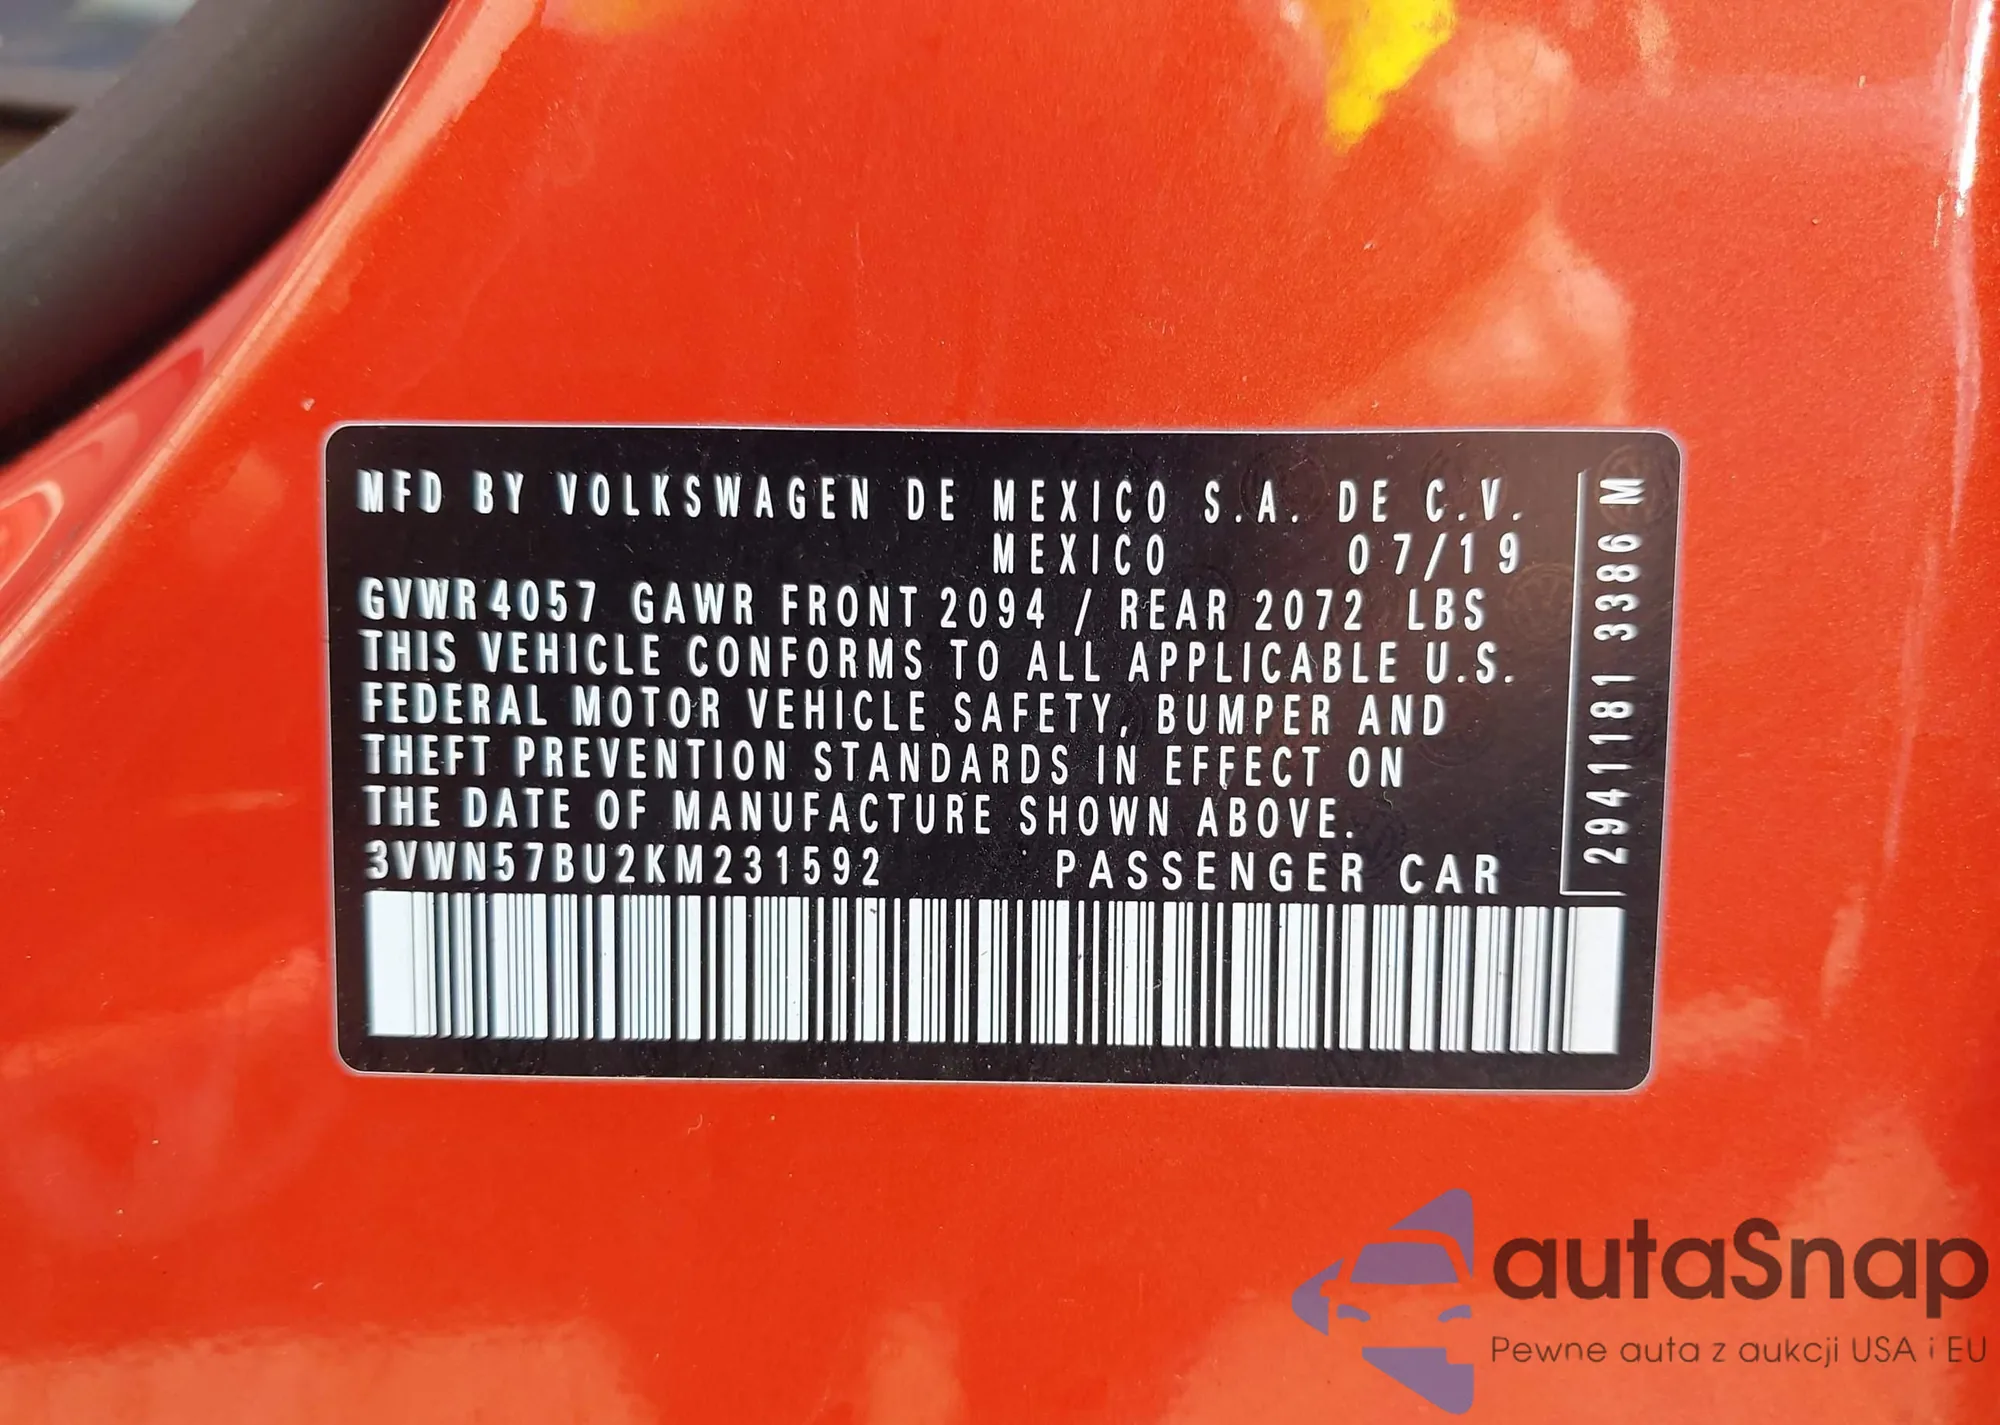 MFD BY VOLKSWAGEN DE MEXICO S.A. DE C.V.
MEXICO 07/19
GVWR 4057 GAWR FRONT 2094 / REAR 2072 LBS
THIS VEHICLE CONFORMS TO ALL APPLICABLE U.S.
FEDERAL MOTOR VEHICLE SAFETY, BUMPER AND
THEFT PREVENTION STANDARDS IN EFFECT ON
THE DATE OF MANUFACTURE SHOWN ABOVE.
3VWN57BU2KM231592 PASSENGER CAR
2941181 3386 M
autaSnap
Pewne auta z aukcji USA i EU